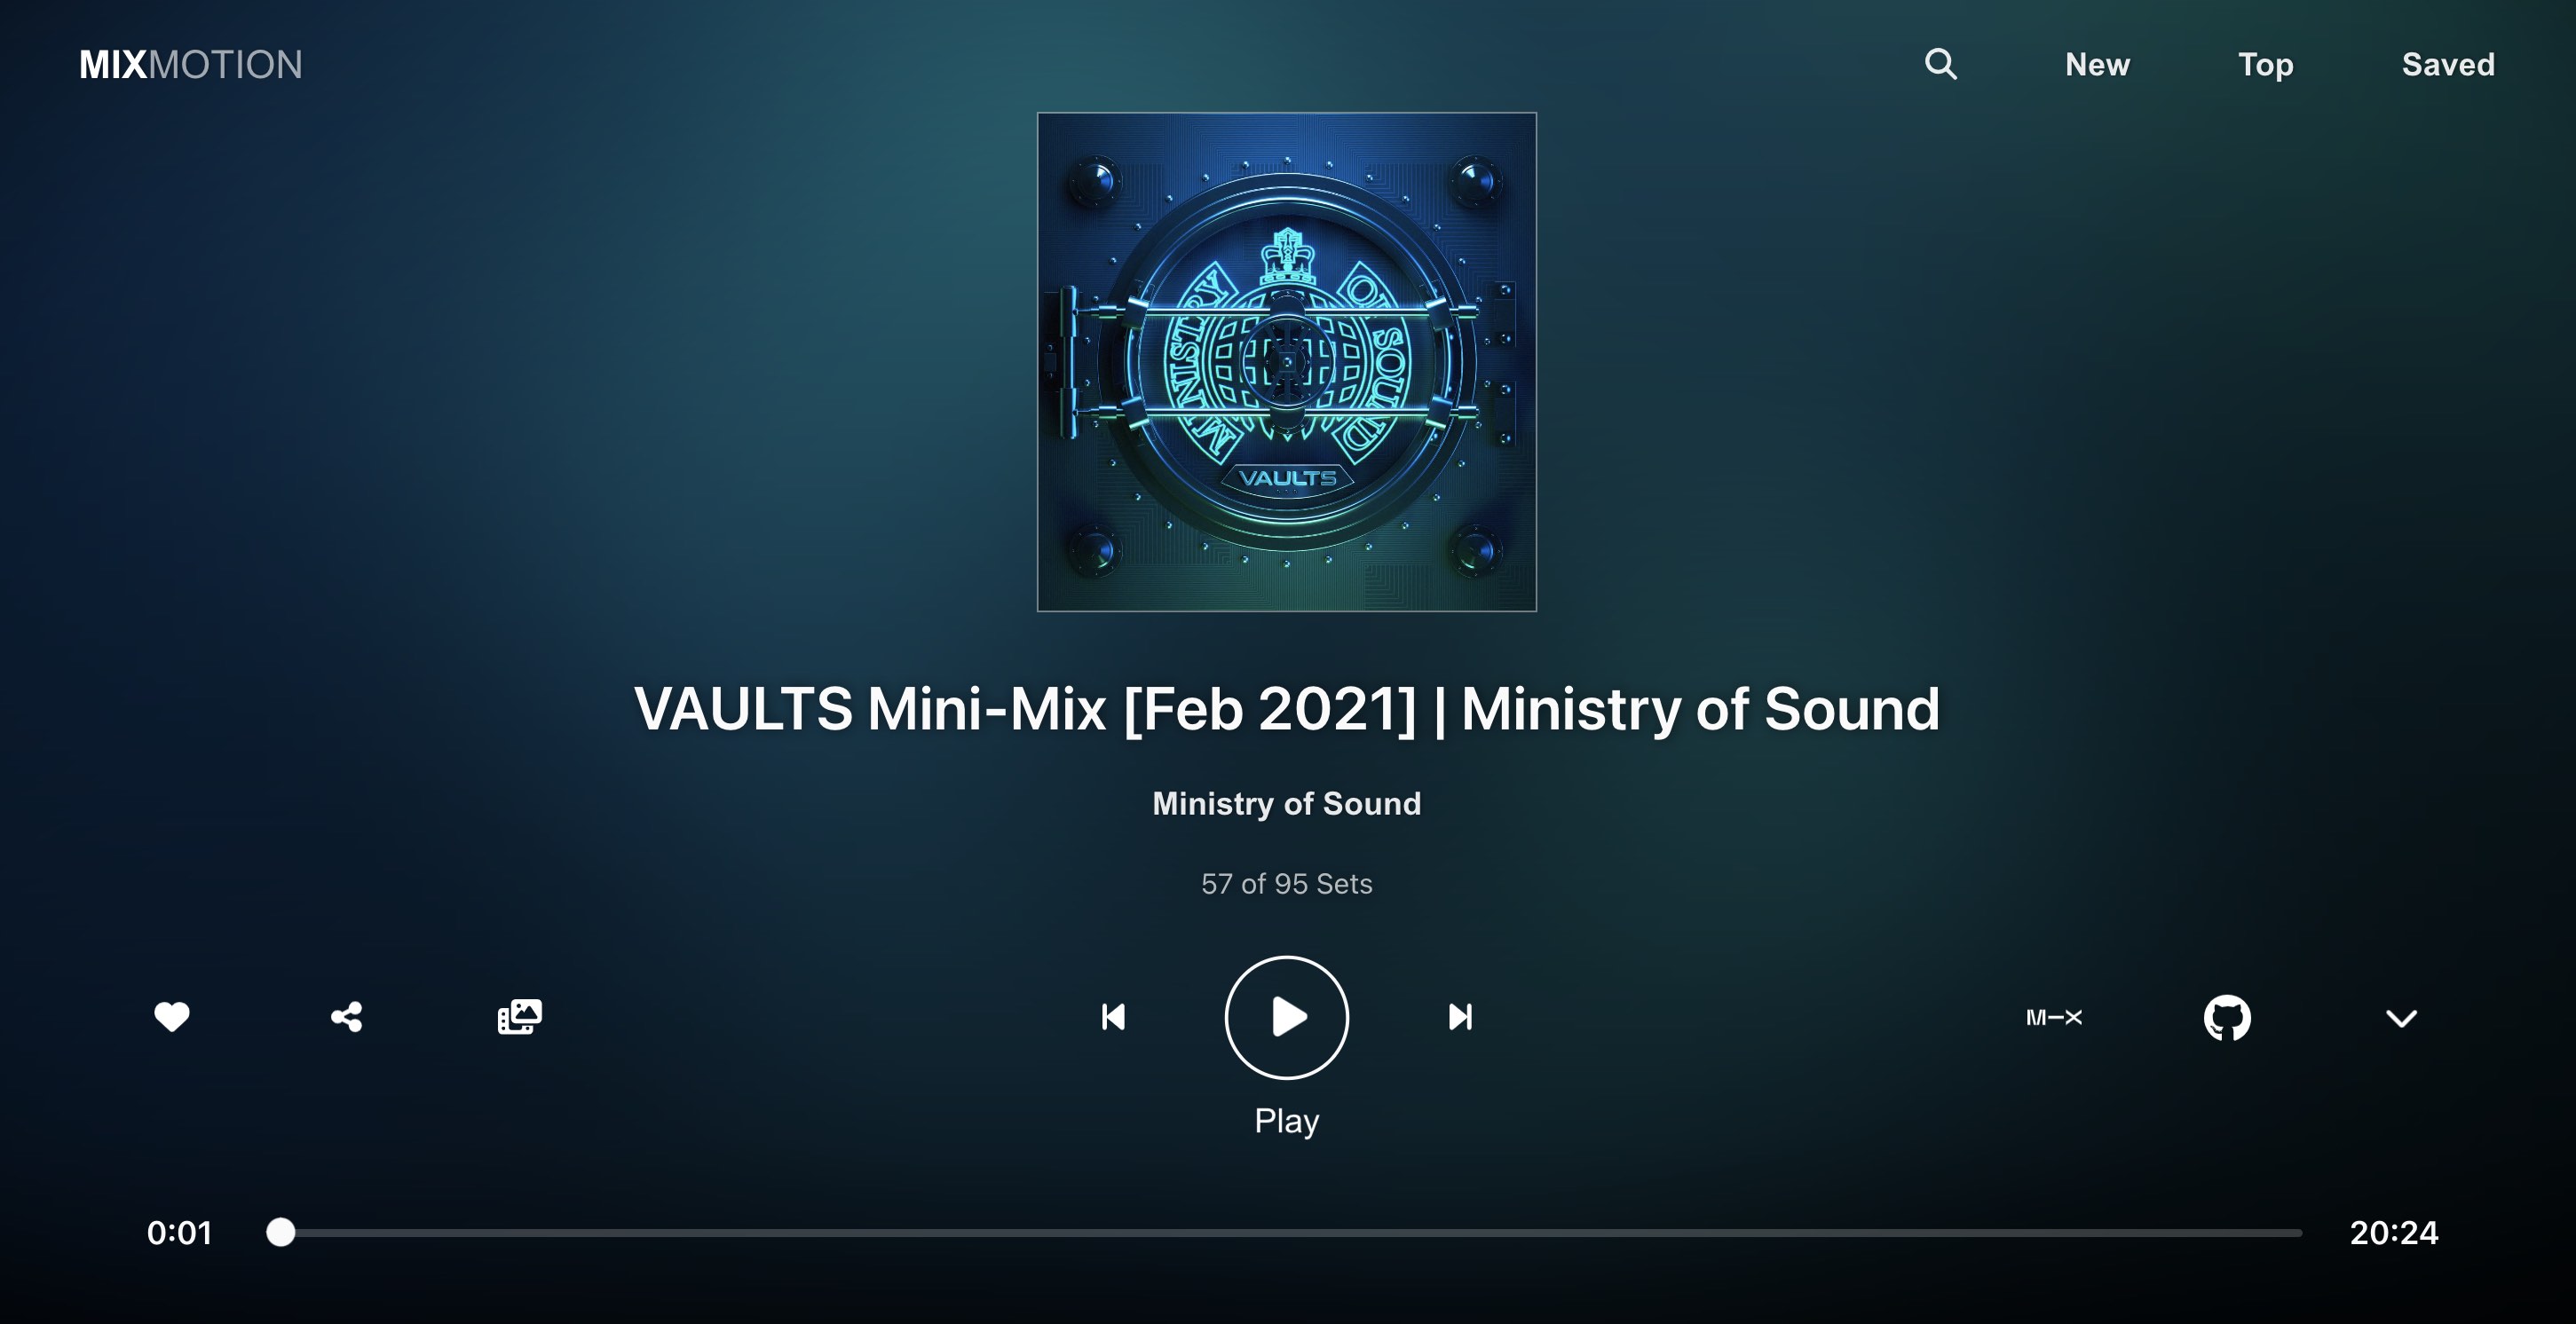 MIXMOTION
New
Top
Saved
MINISTRY
OF SOUND
VAULTS
VAULTS Mini-Mix [Feb 2021] | Ministry of Sound
Ministry of Sound
57 of 95 Sets
M–X
Play
0:01
20:24